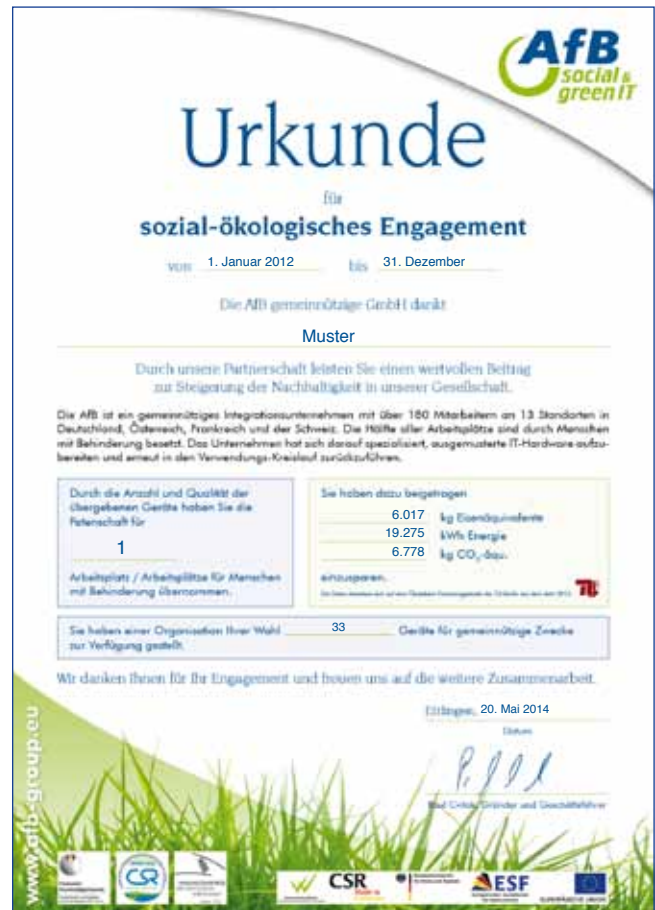 AfB
social &
green IT
Urkunde
für
sozial-ökologisches Engagement
von 1. Januar 2012 bis 31. Dezember
Die AfB gemeinnützige GmbH dankt
Muster
Durch unsere Partnerschaft leisten Sie einen wertvollen Beitrag
zur Steigerung der Nachhaltigkeit in unserer Gesellschaft.
Die AfB ist ein gemeinnütziges Integrationsunternehmen mit über 180 Mitarbeitern an 13 Standorten in
Deutschland, Österreich, Frankreich und der Schweiz. Die Hälfte aller Arbeitsplätze sind durch Menschen
mit Behinderung besetzt. Das Unternehmen hat sich darauf spezialisiert, ausgemusterte IT-Hardware aufzu-
bereiten und erneut in den Verwendungs-Kreislauf zurückzuführen.
Durch die Anzahl und Qualität der
übergebenen Geräte haben Sie die
Patenschaft für
1
Arbeitsplatz / Arbeitsplätze für Menschen
mit Behinderung übernommen.
Sie haben dazu beigetragen
6.017 kg Eisenäquivalente
19.275 kWh Energie
6.778 kg CO₂-äqu.
einzusparen.
Sie haben einer Organisation Ihrer Wahl 33 Geräte für gemeinnützige Zwecke
zur Verfügung gestellt.
Wir danken Ihnen für Ihr Engagement und freuen uns auf die weitere Zusammenarbeit.
Ettlingen, 20. Mai 2014
Datum
Gründer und Geschäftsführer
www.afb-group.eu
CSR
CSR
ESF
EUROPÄISCHE UNION